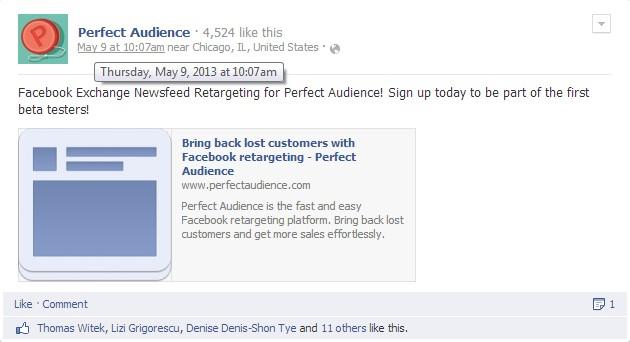 Perfect Audience · 4,524 like this
May 9 at 10:07am near Chicago, IL, United States ·
Thursday, May 9, 2013 at 10:07am
Facebook Exchange Newsfeed Retargeting for Perfect Audience! Sign up today to be part of the first
beta testers!
Bring back lost customers with
Facebook retargeting - Perfect
Audience
www.perfectaudience.com
Perfect Audience is the fast and easy
Facebook retargeting platform. Bring back lost
customers and get more sales effortlessly.
Like · Comment
1
Thomas Witek, Lizi Grigorescu, Denise Denis-Shon Tye and 11 others like this.